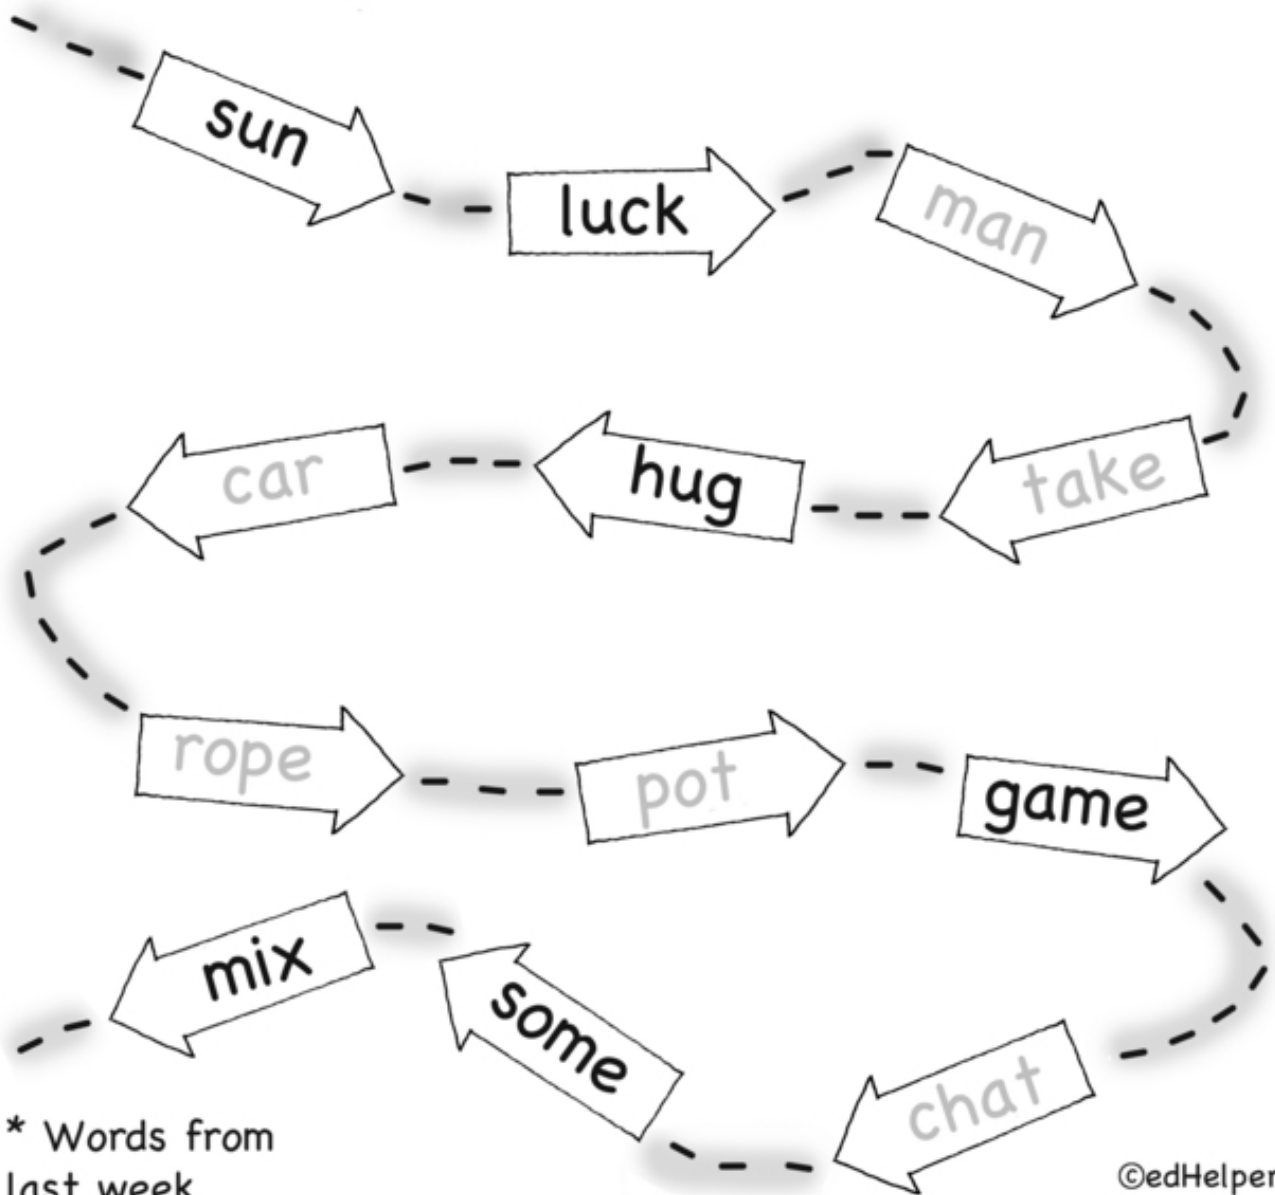 sun
luck
man
take
hug
car
rope
pot
game
chat
some
mix
* Words from
last week
©edHelper